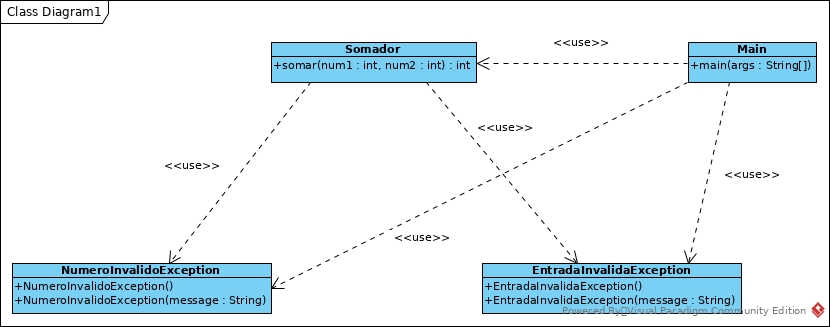 Class Diagram1
Somador
+somar(num1 : int, num2 : int) : int
<<use>>
Main
+main(args : String[])
<<use>>
<<use>>
<<use>>
<<use>>
NumeroInvalidoException
+NumeroInvalidoException()
+NumeroInvalidoException(message : String)
EntradaInvalidaException
+EntradaInvalidaException()
+EntradaInvalidaException(message : String)
Powered By Visual Paradigm Community Edition